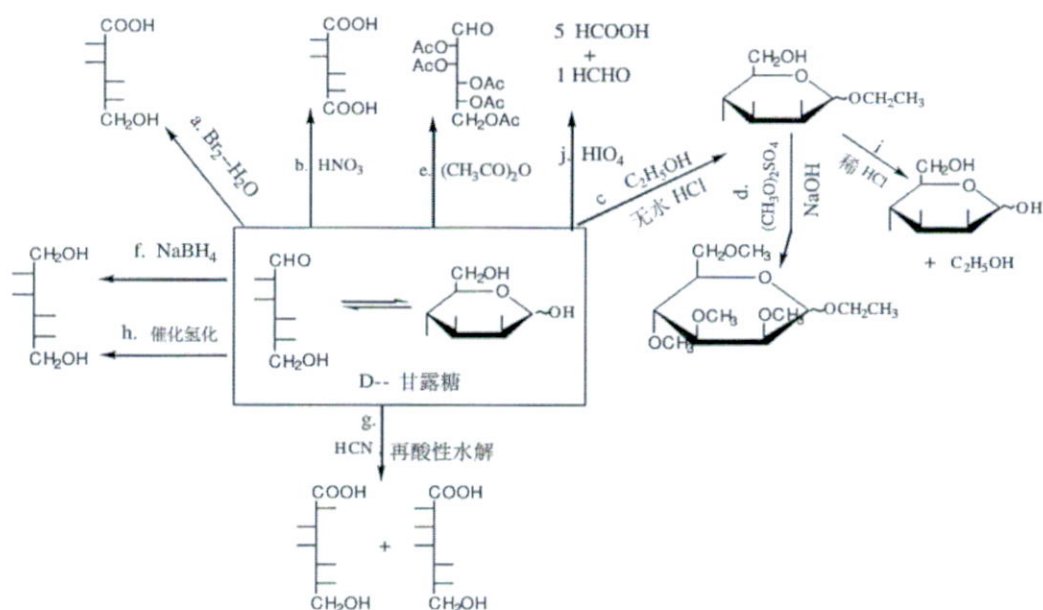 COOH
CH₂OH
a. Br₂--H₂O
COOH
COOH
b. HNO₃
CHO
AcO
AcO
OAc
OAc
CH₂OAc
e. (CH₃CO)₂O
5 HCOOH
+
1 HCHO
j. HIO₄
c C₂H₅OH
无水 HCl
CH₂OH
O
OCH₂CH₃
d. (CH₃O)₂SO₄
NaOH
i
稀 HCl
CH₂OH
O
OH
+ C₂H₅OH
CH₂OCH₃
O
OCH₃
OCH₃
OCH₃
OCH₂CH₃
CH₂OH
CH₂OH
f. NaBH₄
h. 催化氢化
CHO
CH₂OH
CH₂OH
O
OH
D-- 甘露糖
g.
HCN 再酸性水解
COOH
CH₂OH
+
COOH
CH₂OH